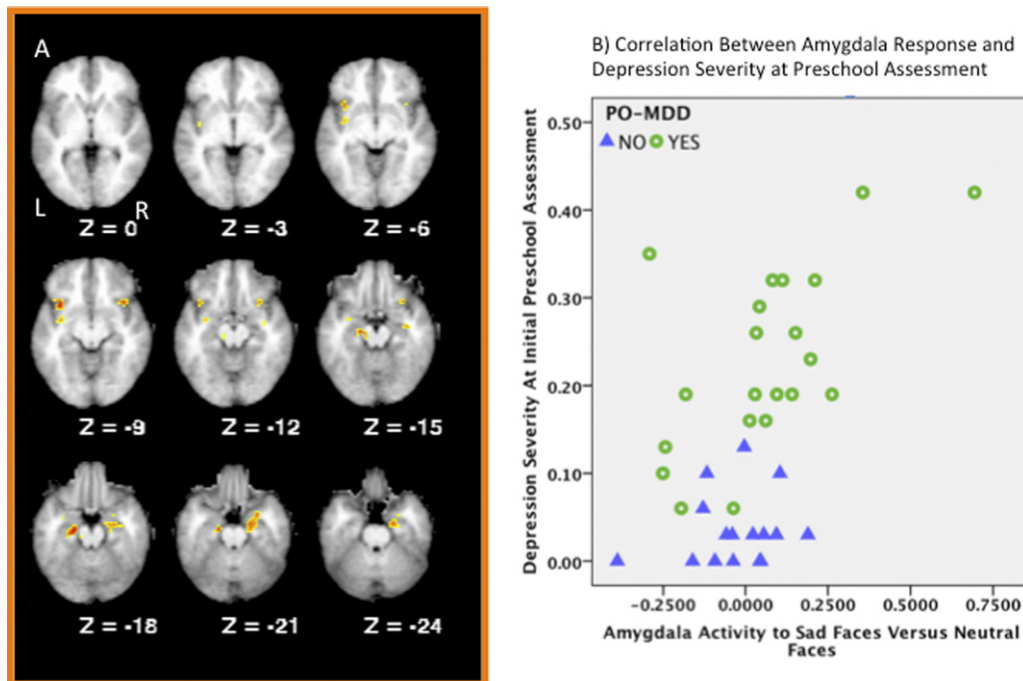 A
L
R
Z = 0
Z = -3
Z = -6
Z = -9
Z = -12
Z = -15
Z = -18
Z = -21
Z = -24
B) Correlation Between Amygdala Response and
Depression Severity at Preschool Assessment
Depression Severity At Initial Preschool Assessment
PO-MDD
NO YES
0.50
0.40
0.30
0.20
0.10
0.00
-0.2500 0.0000 0.2500 0.5000 0.7500
Amygdala Activity to Sad Faces Versus Neutral
Faces